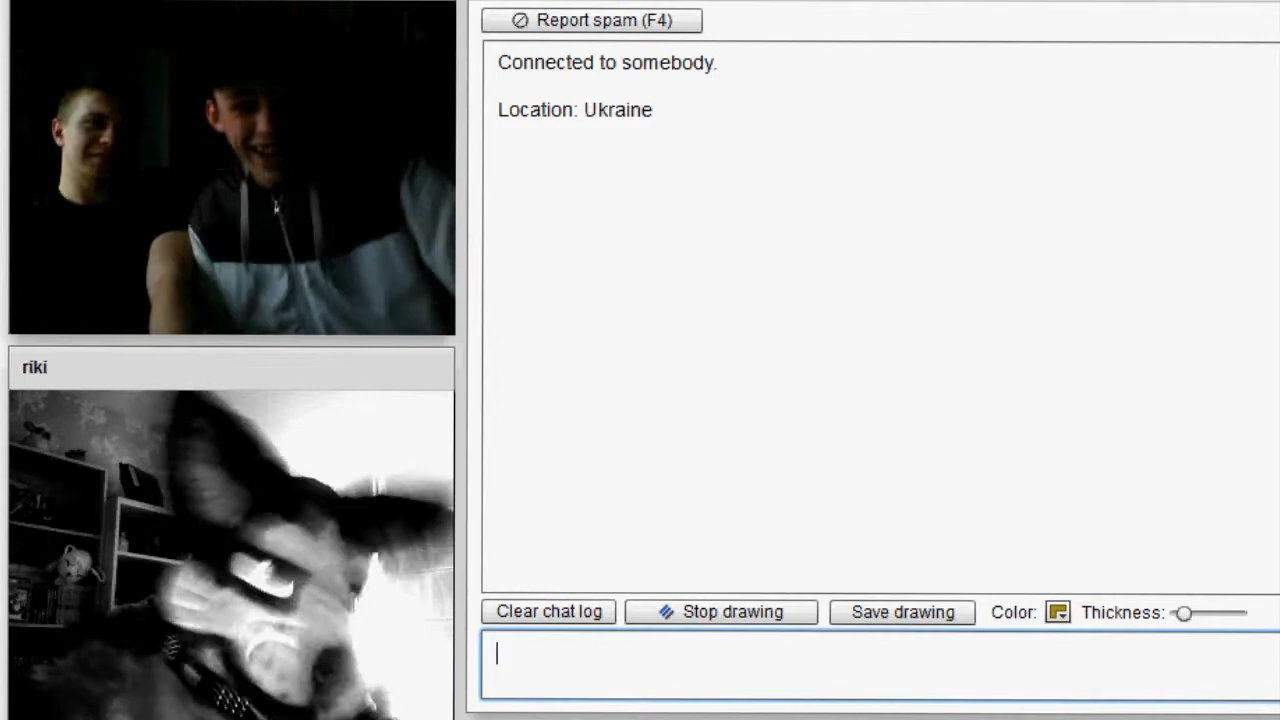 Report spam (F4)
Connected to somebody.
Location: Ukraine
riki
Clear chat log
Stop drawing
Save drawing
Color:
Thickness: